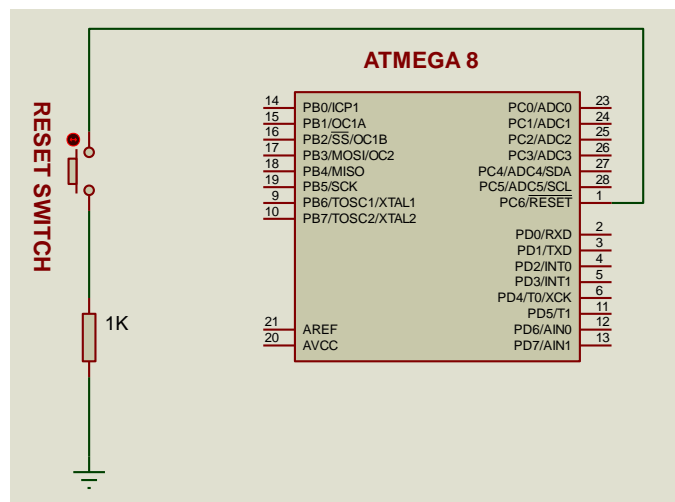 ATMEGA 8
RESET SWITCH
1K
14 PB0/ICP1
15 PB1/OC1A
16 PB2/SS/OC1B
17 PB3/MOSI/OC2
18 PB4/MISO
19 PB5/SCK
9 PB6/TOSC1/XTAL1
10 PB7/TOSC2/XTAL2
21 AREF
20 AVCC
PC0/ADC0 23
PC1/ADC1 24
PC2/ADC2 25
PC3/ADC3 26
PC4/ADC4/SDA 27
PC5/ADC5/SCL 28
PC6/RESET 1
PD0/RXD 2
PD1/TXD 3
PD2/INT0 4
PD3/INT1 5
PD4/T0/XCK 6
PD5/T1 11
PD6/AIN0 12
PD7/AIN1 13